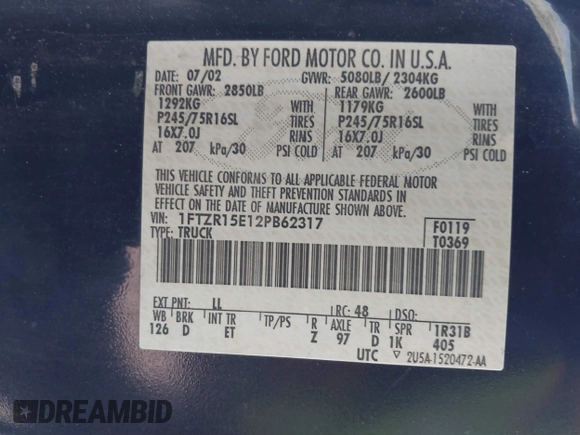 MFD. BY FORD MOTOR CO. IN U.S.A.
DATE: 07/02 GVWR: 5080LB/ 2304KG
FRONT GAWR: 2850LB REAR GAWR: 2600LB
1292KG WITH 1179KG WITH
P245/75R16SL TIRES P245/75R16SL TIRES
16X7.0J RIMS 16X7.0J RIMS
AT 207 kPa/30 PSI COLD AT 207 kPa/30 PSI COLD
THIS VEHICLE CONFORMS TO ALL APPLICABLE FEDERAL MOTOR
VEHICLE SAFETY AND THEFT PREVENTION STANDARDS IN EFFECT
ON THE DATE OF MANUFACTURE SHOWN ABOVE.
VIN: 1FTZR15E12PB62317 F0119
TYPE: TRUCK T0369
EXT PNT: LL RC: 48 DSO:
WB BRK INT TR TP/PS R AXLE TR SPR 1R31B
126 D ET Z 97 D 1K 405
UTC ▽ 2USA-1520472-AA
DREAMBID